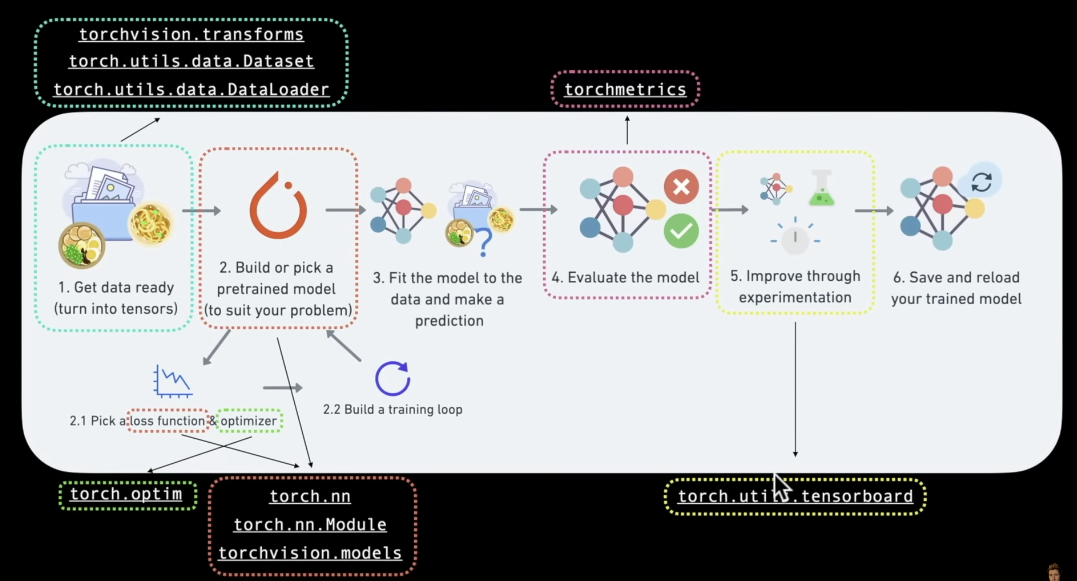 torchvision.transforms
torch.utils.data.Dataset
torch.utils.data.DataLoader
torchmetrics
1. Get data ready
(turn into tensors)
2. Build or pick a
pretrained model
(to suit your problem)
3. Fit the model to the
data and make a
prediction
4. Evaluate the model
5. Improve through
experimentation
6. Save and reload
your trained model
2.1 Pick a loss function & optimizer
2.2 Build a training loop
torch.optim
torch.nn
torch.nn.Module
torchvision.models
torch.utils.tensorboard